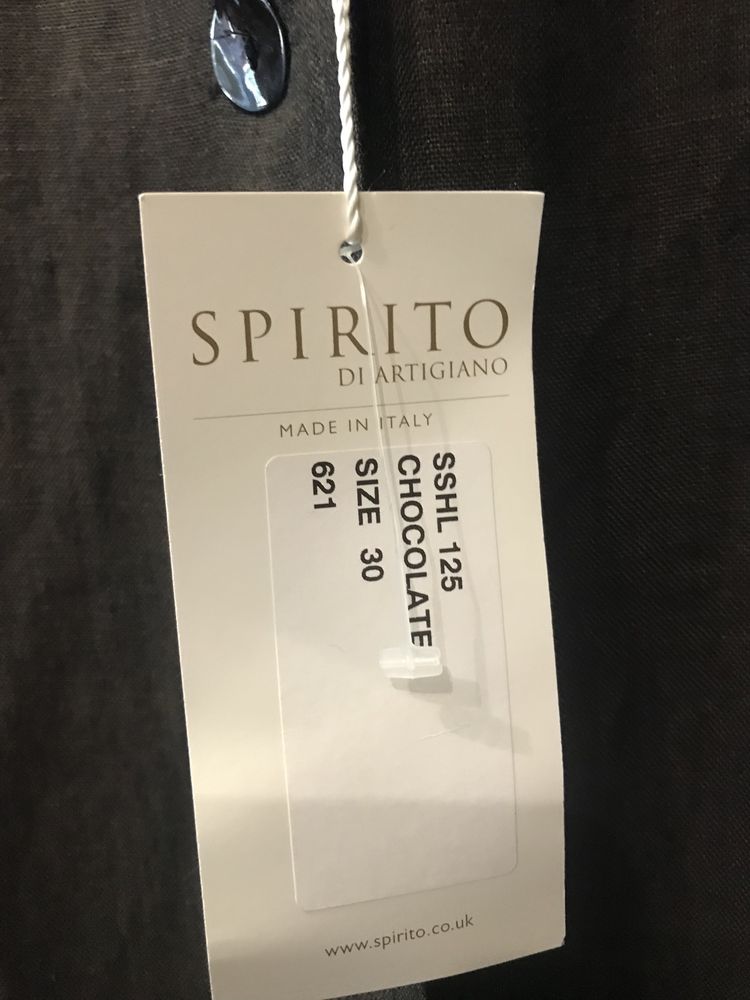 SPIRITO
DI ARTIGIANO
MADE IN ITALY
SSHL 125
CHOCOLATE
SIZE 30
621
www.spirito.co.uk